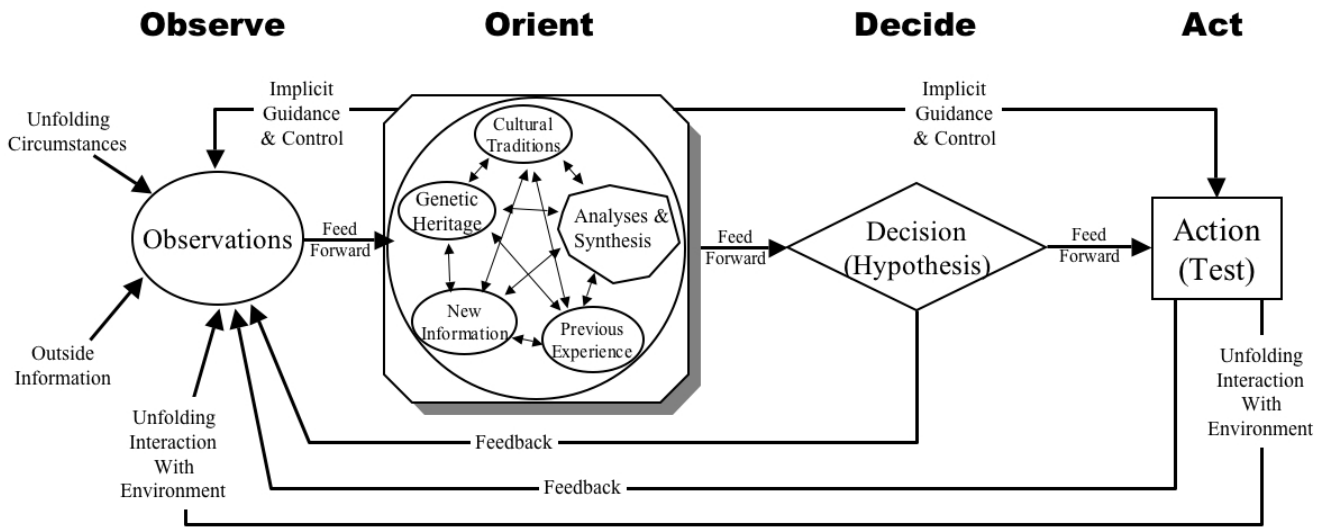 Observe
Orient
Decide
Act
Implicit
Guidance
& Control
Implicit
Guidance
& Control
Unfolding
Circumstances
Cultural
Traditions
Genetic
Heritage
Analyses &
Synthesis
Observations
Feed
Forward
Feed
Forward
Decision
(Hypothesis)
Feed
Forward
Action
(Test)
New
Information
Previous
Experience
Outside
Information
Unfolding
Interaction
With
Environment
Unfolding
Interaction
With
Environment
Feedback
Feedback